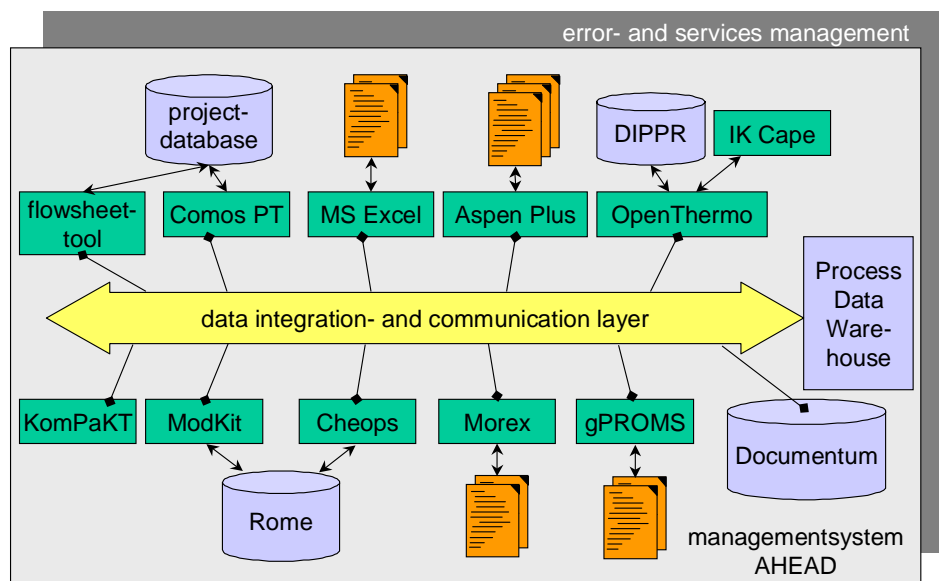 error- and services management
project-
database
DIPPR
IK Cape
flowsheet-
tool
Comos PT
MS Excel
Aspen Plus
OpenThermo
Process
Data
Ware-
house
data integration- and communication layer
KomPaKT
ModKit
Cheops
Morex
gPROMS
Documentum
Rome
managementsystem
AHEAD